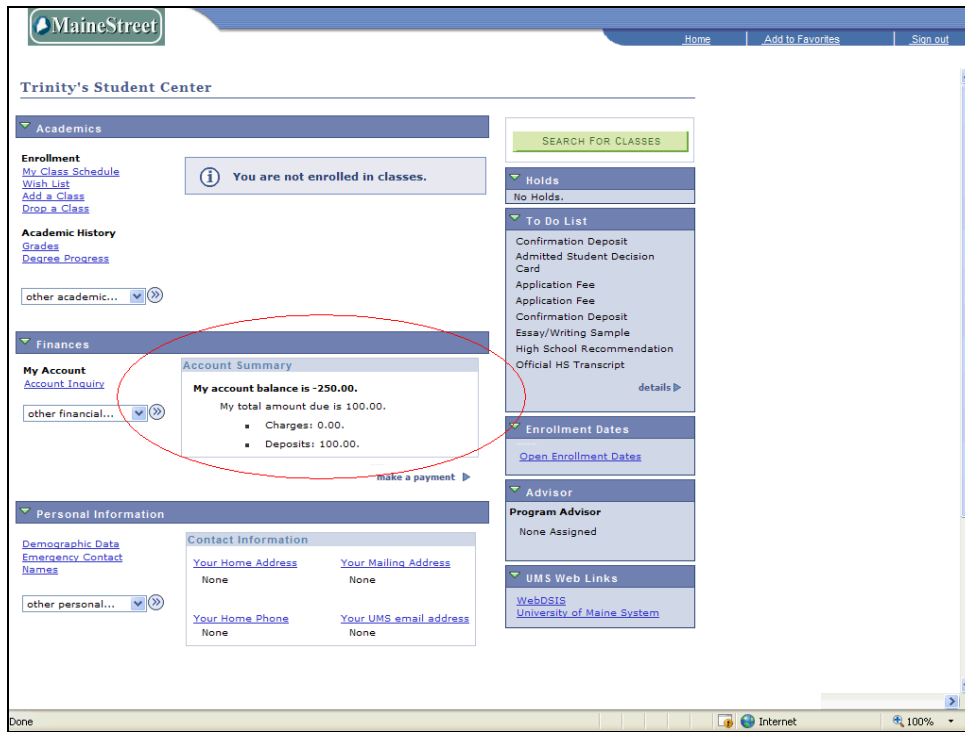 MaineStreet
Home
Add to Favorites
Sign out
Trinity's Student Center
Academics
Enrollment
My Class Schedule
Wish List
Add a Class
Drop a Class
Academic History
Grades
Degree Progress
other academic...
You are not enrolled in classes.
Finances
My Account
Account Inquiry
other financial...
Account Summary
My account balance is -250.00.
My total amount due is 100.00.
Charges: 0.00.
Deposits: 100.00.
make a payment
Personal Information
Demographic Data
Emergency Contact
Names
other personal...
Contact Information
Your Home Address
None
Your Mailing Address
None
Your Home Phone
None
Your UMS email address
None
SEARCH FOR CLASSES
Holds
No Holds.
To Do List
Confirmation Deposit
Admitted Student Decision
Card
Application Fee
Application Fee
Confirmation Deposit
Essay/Writing Sample
High School Recommendation
Official HS Transcript
details
Enrollment Dates
Open Enrollment Dates
Advisor
Program Advisor
None Assigned
UMS Web Links
WebDSIS
University of Maine System
Done
Internet
100%